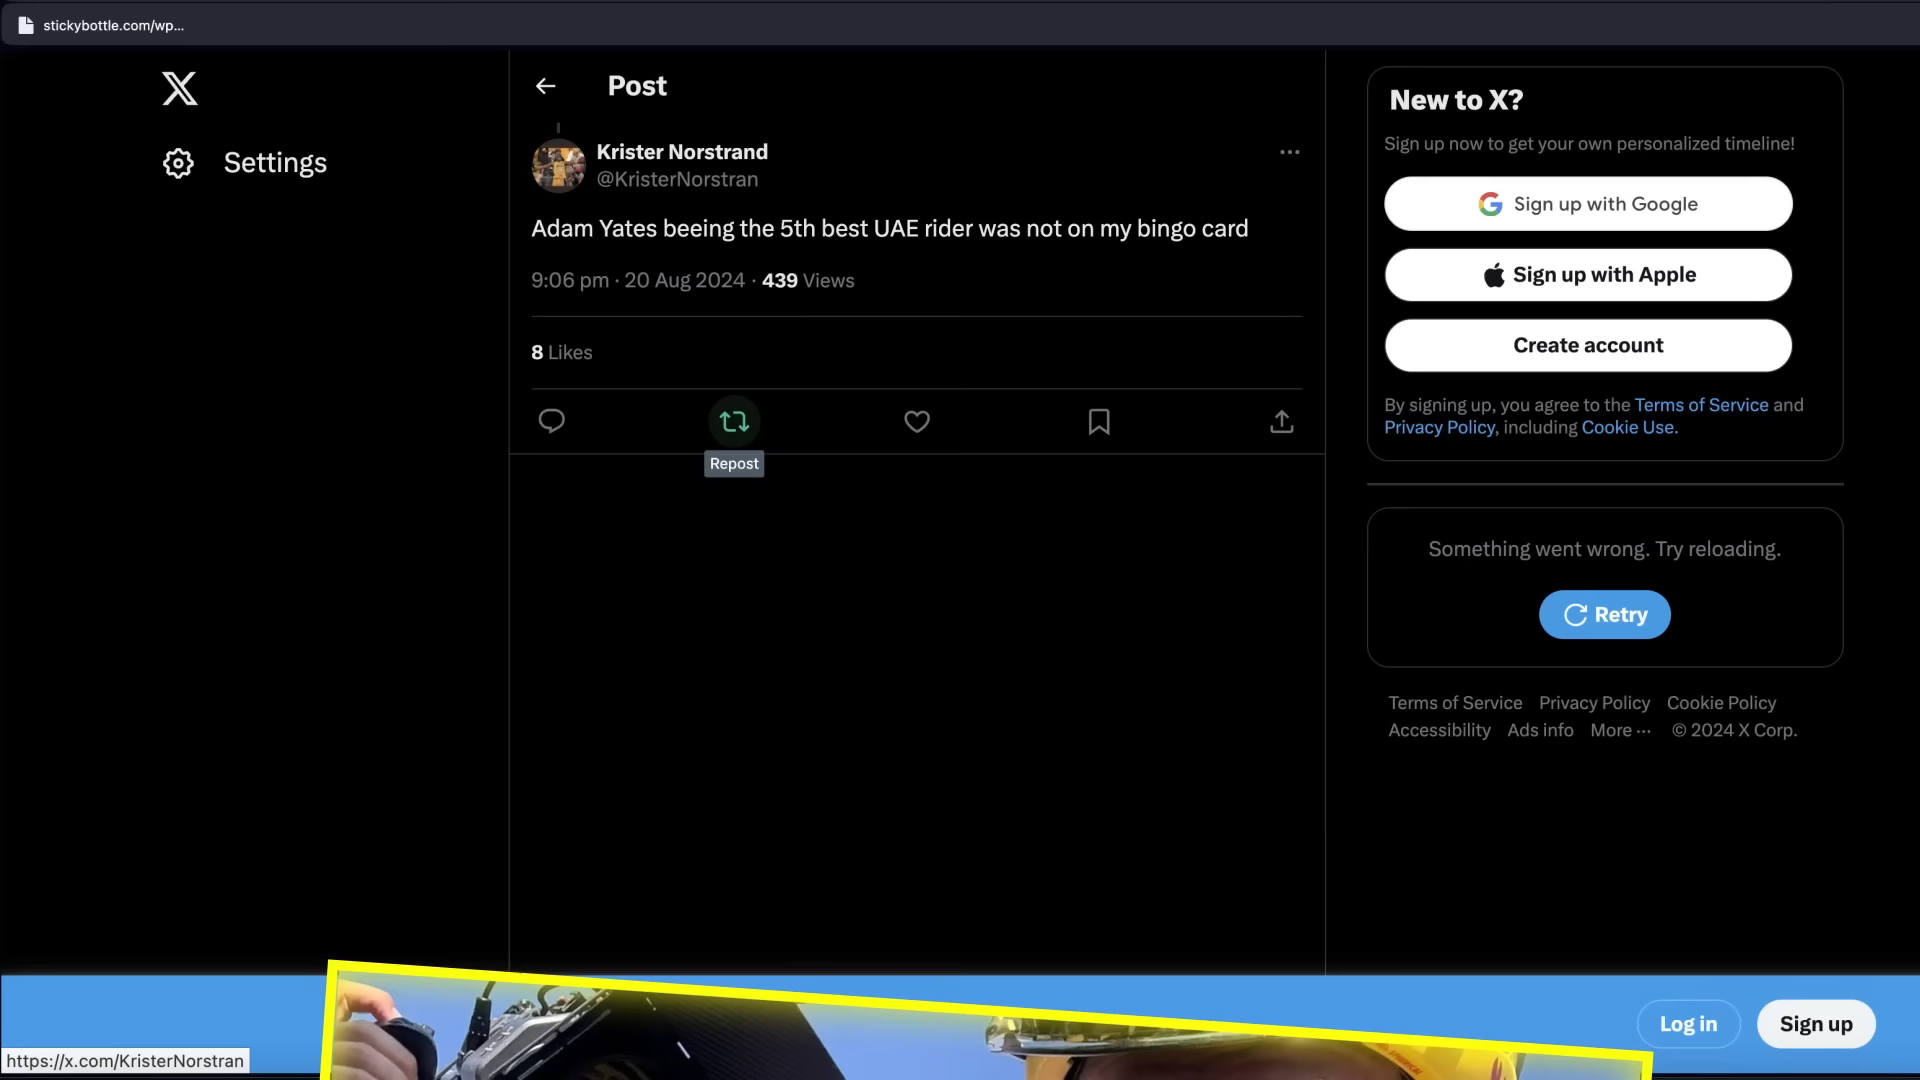 stickybottle.com/wp...
Settings
Post
Krister Norstrand
@KristerNorstran
Adam Yates beeing the 5th best UAE rider was not on my bingo card
9:06 pm · 20 Aug 2024 · 439 Views
8 Likes
Repost
New to X?
Sign up now to get your own personalized timeline!
Sign up with Google
Sign up with Apple
Create account
By signing up, you agree to the Terms of Service and
Privacy Policy, including Cookie Use.
Something went wrong. Try reloading.
Retry
Terms of Service Privacy Policy Cookie Policy
Accessibility Ads info More ··· © 2024 X Corp.
Log in Sign up
https://x.com/KristerNorstran